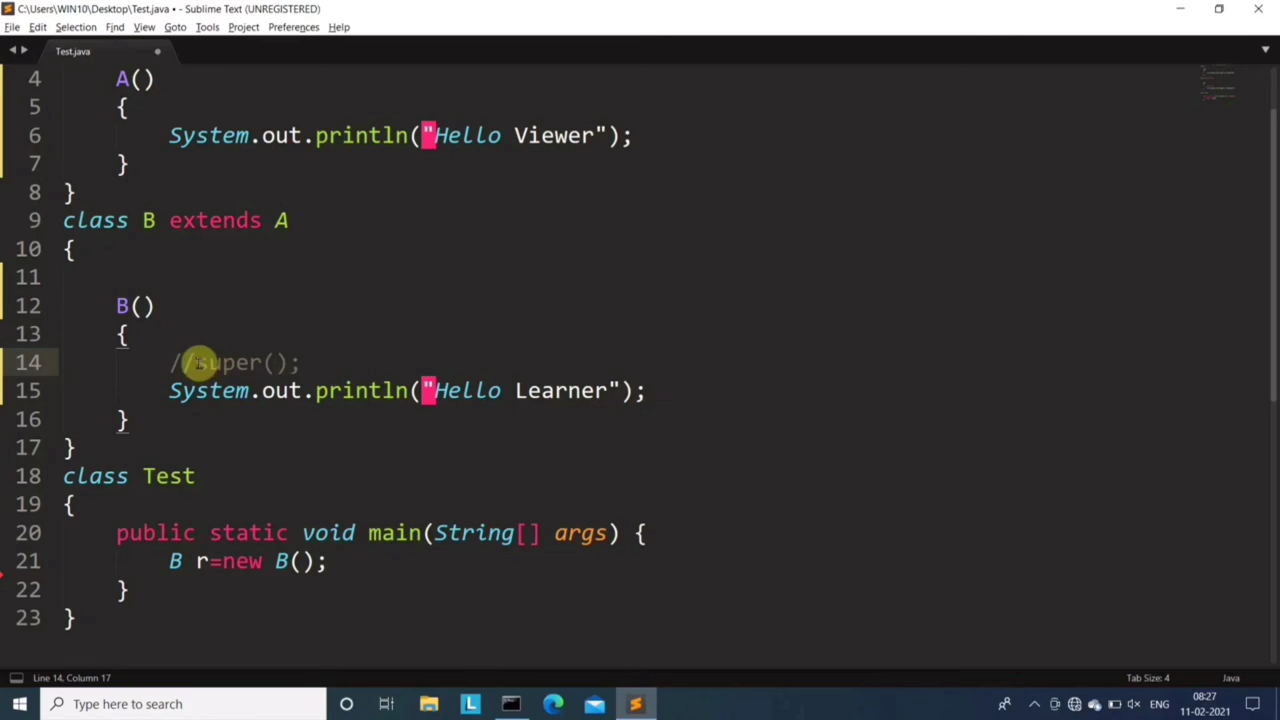 C:\Users\WIN10\Desktop\Test.java • - Sublime Text (UNREGISTERED)
File Edit Selection Find View Goto Tools Project Preferences Help
Test.java
4 A()
5 {
6 System.out.println("Hello Viewer");
7 }
8 }
9 class B extends A
10 {
11
12 B()
13 {
14 //super();
15 System.out.println("Hello Learner");
16 }
17 }
18 class Test
19 {
20 public static void main(String[] args) {
21 B r=new B();
22 }
23 }
Line 14, Column 17 Tab Size: 4 Java
Type here to search ENG 08:27
11-02-2021